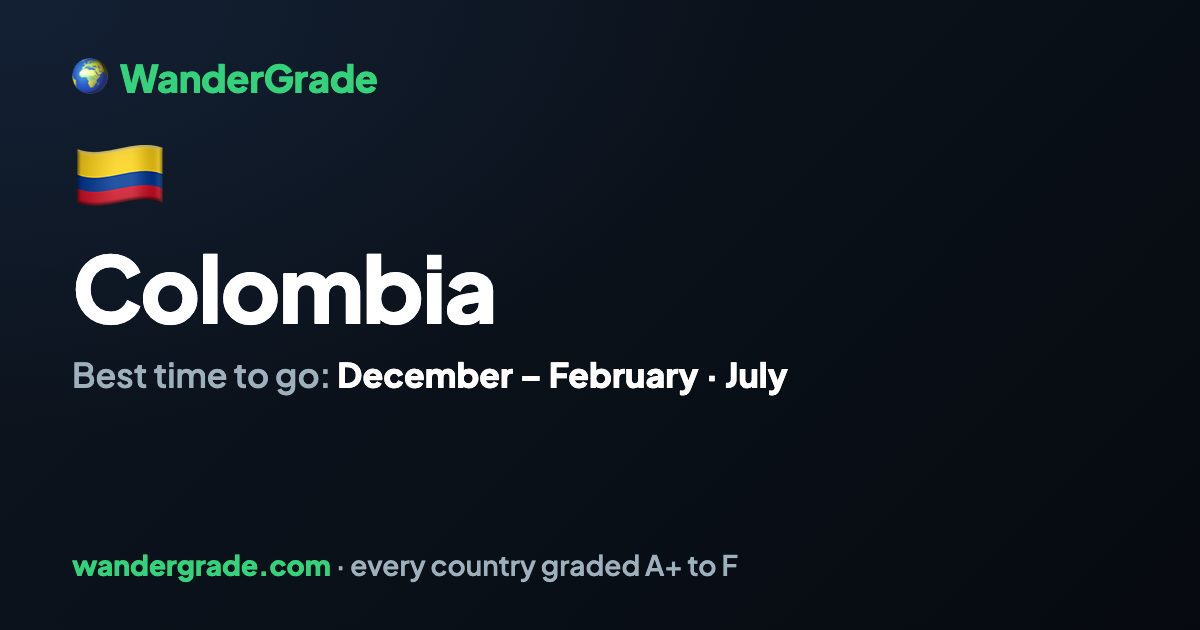 WanderGrade
Colombia
Best time to go: December – February · July
wandergrade.com · every country graded A+ to F